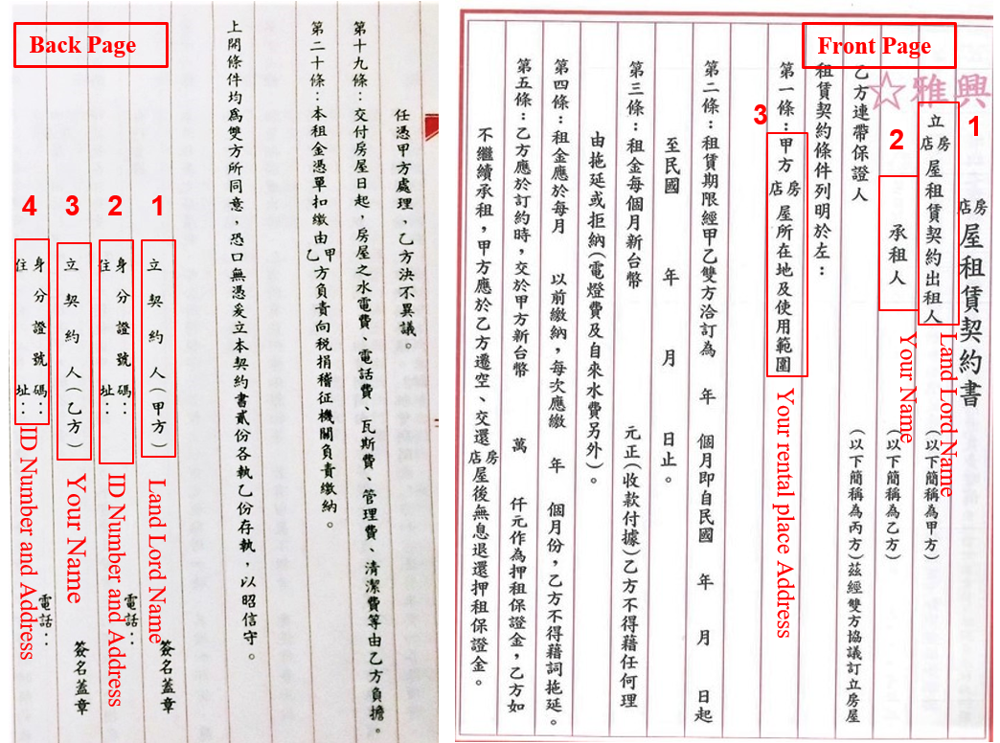 Front Page
☆雅興
1
房店屋租賃契約書
立房店屋租賃契約出租人 (以下簡稱為甲方)
Land Lord Name
2
承租人 (以下簡稱為乙方)
Your Name
乙方連帶保證人 (以下簡稱為丙方)茲經雙方協議訂立房屋
租賃契約條件列明於左:
3
第一條:甲方房店屋所在地及使用範圍
Your rental place Address
第二條:租賃期限經甲乙雙方洽訂為 年 個月即自民國 年 月 日起
至民國 年 月 日止。
第三條:租金每個月新台幣 元正(收款付據)乙方不得藉任何理
由拖延或拒納(電燈費及自來水費另外)。
第四條:租金應於每月 以前繳納,每次應繳 年 個月份,乙方不得藉詞拖延。
第五條:乙方應於訂約時,交於甲方新台幣 萬 仟元作為押租保證金,乙方如
不繼續承租,甲方應於乙方遷空、交還房店屋後無息退還押租保證金。
Back Page
任憑甲方處理,乙方決不異議。
第十九條:交付房屋日起,房屋之水電費、電話費、瓦斯費、管理費、清潔費等由乙方負擔。
第二十條:本租金憑單扣繳由甲乙方負責向稅捐稽征機關負責繳納。
上開條件均為雙方所同意,恐口無憑爰立本契約書貳份各執乙份存執,以昭信守。
1
立契約人(甲方) 簽名蓋章
Land Lord Name
2
身分證號碼:
住址: 電話:
ID Number and Address
3
立契約人(乙方) 簽名蓋章
Your Name
4
身分證號碼:
住址: 電話:
ID Number and Address